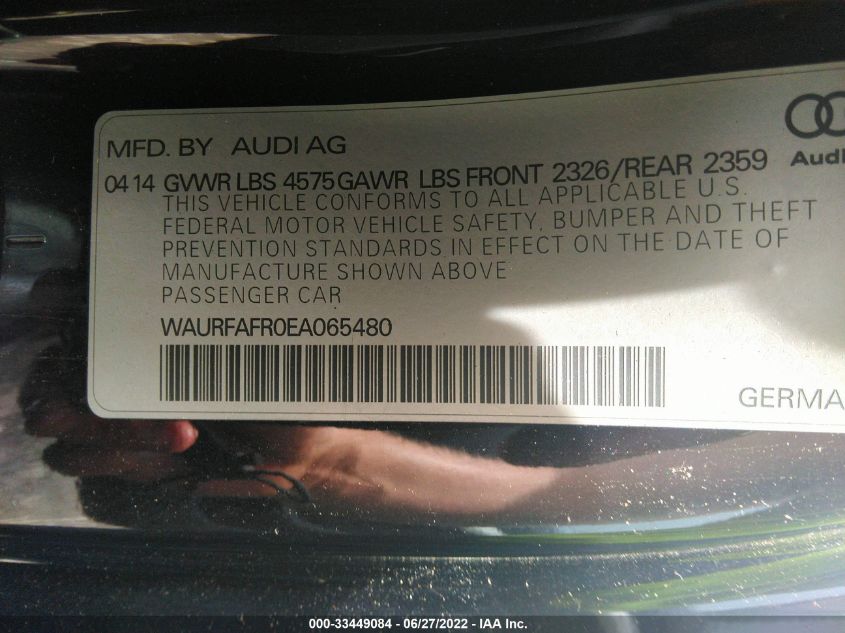 MFD. BY AUDI AG
Audi
0414 GVWR LBS 4575 GAWR LBS FRONT 2326/REAR 2359
THIS VEHICLE CONFORMS TO ALL APPLICABLE U.S.
FEDERAL MOTOR VEHICLE SAFETY, BUMPER AND THEFT
PREVENTION STANDARDS IN EFFECT ON THE DATE OF
MANUFACTURE SHOWN ABOVE
PASSENGER CAR
WAURFAFR0EA065480
GERMA
000-33449084 - 06/27/2022 - IAA Inc.